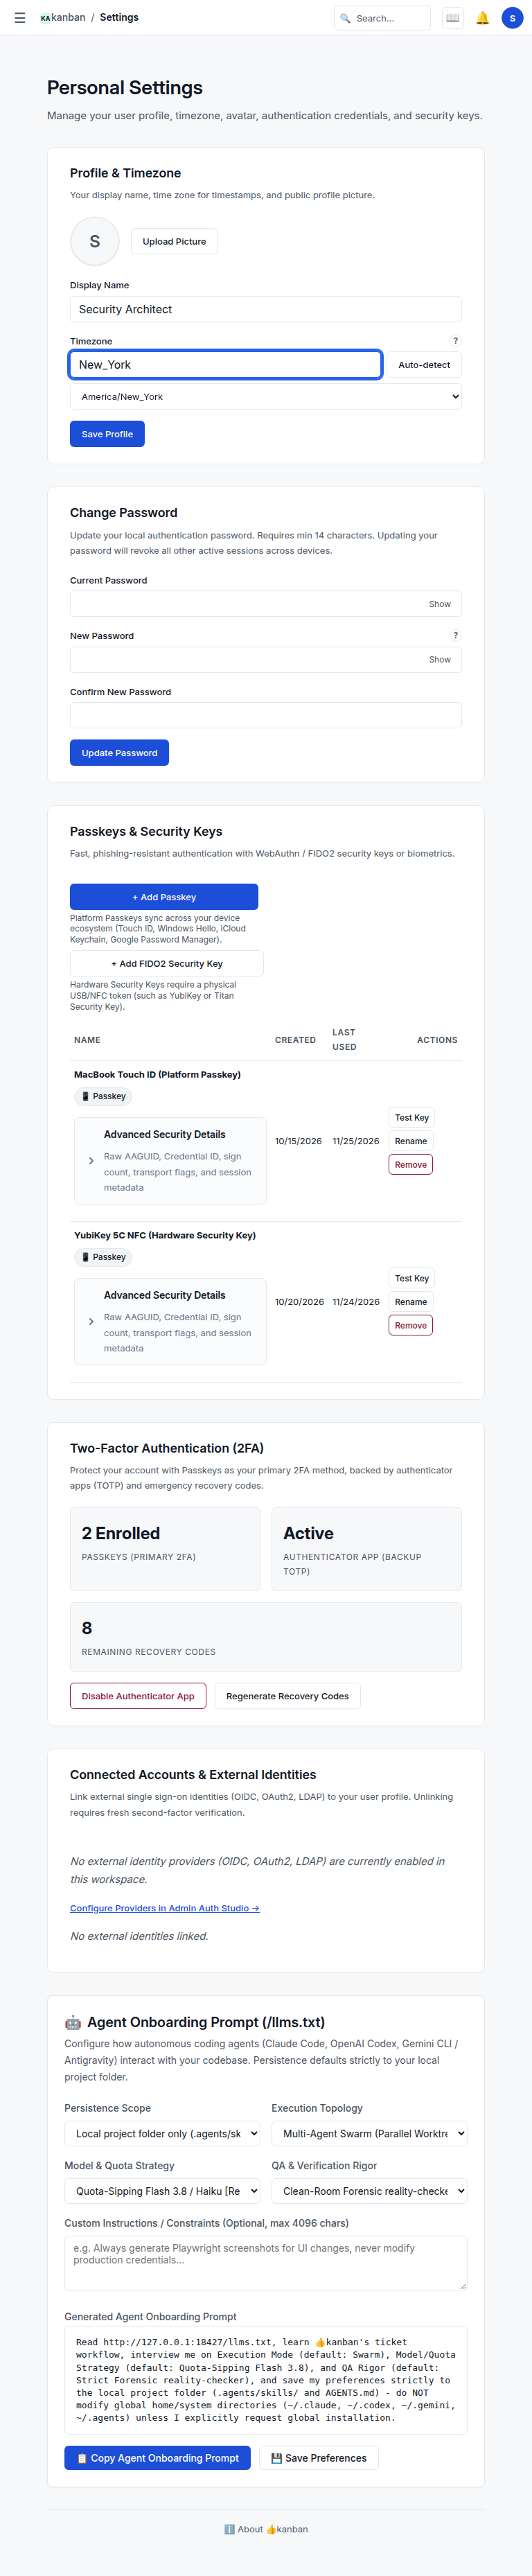 ☰ KA kanban / Settings 🔍 Search... 📖 🔔 S
Personal Settings
Manage your user profile, timezone, avatar, authentication credentials, and security keys.
Profile & Timezone
Your display name, time zone for timestamps, and public profile picture.
S
Upload Picture
Display Name
Security Architect
Timezone ?
New_York Auto-detect
America/New_York
Save Profile
Change Password
Update your local authentication password. Requires min 14 characters. Updating your
password will revoke all other active sessions across devices.
Current Password
Show
New Password ?
Show
Confirm New Password
Update Password
Passkeys & Security Keys
Fast, phishing-resistant authentication with WebAuthn / FIDO2 security keys or biometrics.
+ Add Passkey
Platform Passkeys sync across your device
ecosystem (Touch ID, Windows Hello, iCloud
Keychain, Google Password Manager).
+ Add FIDO2 Security Key
Hardware Security Keys require a physical
USB/NFC token (such as YubiKey or Titan
Security Key).
NAME CREATED LAST USED ACTIONS
MacBook Touch ID (Platform Passkey)
📱 Passkey
Advanced Security Details
Raw AAGUID, Credential ID, sign
count, transport flags, and session
metadata
10/15/2026 11/25/2026
Test Key
Rename
Remove
YubiKey 5C NFC (Hardware Security Key)
📱 Passkey
Advanced Security Details
Raw AAGUID, Credential ID, sign
count, transport flags, and session
metadata
10/20/2026 11/24/2026
Test Key
Rename
Remove
Two-Factor Authentication (2FA)
Protect your account with Passkeys as your primary 2FA method, backed by authenticator
apps (TOTP) and emergency recovery codes.
2 Enrolled
PASSKEYS (PRIMARY 2FA)
Active
AUTHENTICATOR APP (BACKUP
TOTP)
8
REMAINING RECOVERY CODES
Disable Authenticator App Regenerate Recovery Codes
Connected Accounts & External Identities
Link external single sign-on identities (OIDC, OAuth2, LDAP) to your user profile. Unlinking
requires fresh second-factor verification.
No external identity providers (OIDC, OAuth2, LDAP) are currently enabled in
this workspace.
Configure Providers in Admin Auth Studio →
No external identities linked.
🤖 Agent Onboarding Prompt (/llms.txt)
Configure how autonomous coding agents (Claude Code, OpenAI Codex, Gemini CLI /
Antigravity) interact with your codebase. Persistence defaults strictly to your local
project folder.
Persistence Scope Execution Topology
Local project folder only (.agents/sk Multi-Agent Swarm (Parallel Worktre
Model & Quota Strategy QA & Verification Rigor
Quota-Sipping Flash 3.8 / Haiku [Re Clean-Room Forensic reality-checke
Custom Instructions / Constraints (Optional, max 4096 chars)
e.g. Always generate Playwright screenshots for UI changes, never modify
production credentials...
Generated Agent Onboarding Prompt
Read http://127.0.0.1:18427/llms.txt, learn 👍kanban's ticket
workflow, interview me on Execution Mode (default: Swarm), Model/Quota
Strategy (default: Quota-Sipping Flash 3.8), and QA Rigor (default:
Strict Forensic reality-checker), and save my preferences strictly to
the local project folder (.agents/skills/ and AGENTS.md) - do NOT
modify global home/system directories (~/.claude, ~/.codex, ~/.gemini,
~/.agents) unless I explicitly request global installation.
📋 Copy Agent Onboarding Prompt 💾 Save Preferences
ℹ️ About 👍kanban